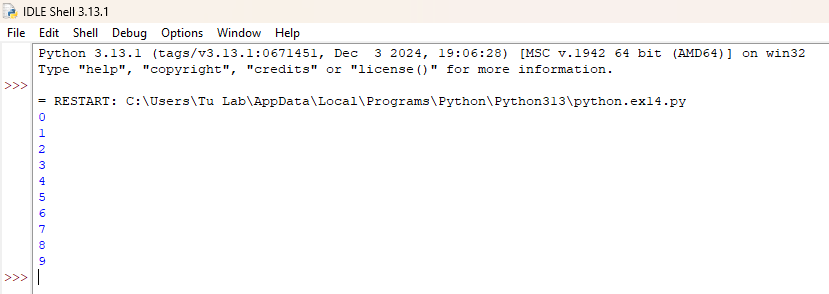 IDLE Shell 3.13.1
File Edit Shell Debug Options Window Help
Python 3.13.1 (tags/v3.13.1:0671451, Dec  3 2024, 19:06:28) [MSC v.1942 64 bit (AMD64)] on win32
Type "help", "copyright", "credits" or "license()" for more information.
>>>
= RESTART: C:\Users\Tu Lab\AppData\Local\Programs\Python\Python313\python.ex14.py
0
1
2
3
4
5
6
7
8
9
>>>